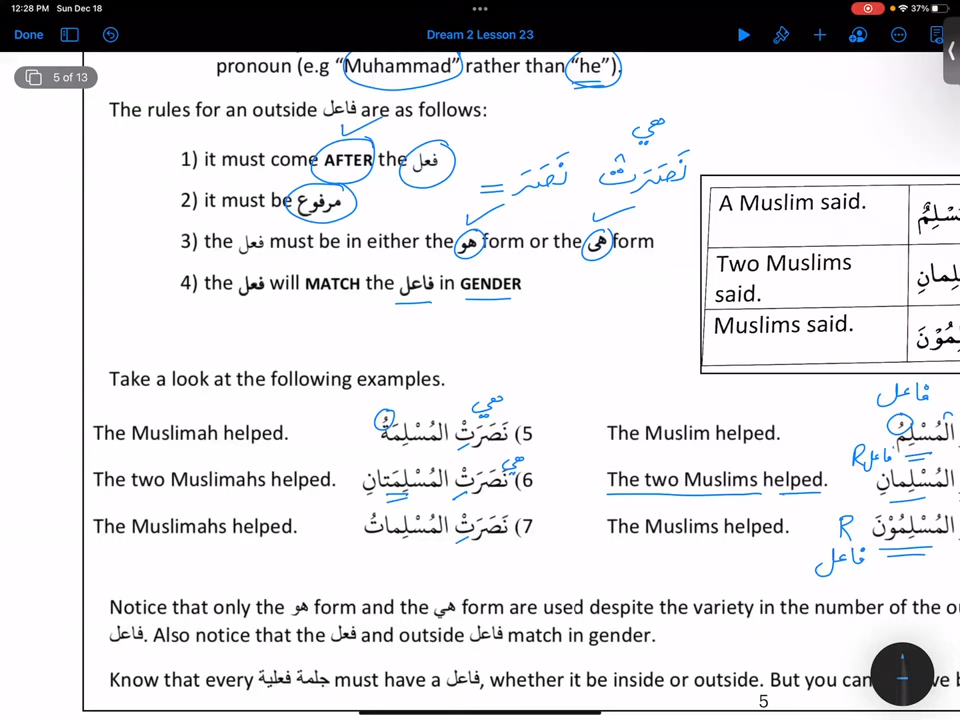 12:28 PM Sun Dec 18
37%
Done
Dream 2 Lesson 23
5 of 13
pronoun (e.g "Muhammad" rather than "he").
The rules for an outside فاعل are as follows:
1) it must come AFTER the فعل
2) it must be مرفوع
3) the فعل must be in either the هو form or the هى form
4) the فعل will MATCH the فاعل in GENDER
هي
= نَصَرَ نَصَرَتْ
A Muslim said.
Two Muslims said.
Muslims said.
Take a look at the following examples.
فاعل
هي
The Muslimah helped. 5) نَصَرَتِ المُسْلِمَةُ The Muslim helped. المُسْلِمُ
R فاعل
هي
The two Muslimahs helped. 6) نَصَرَتِ المُسْلِمَتانِ The two Muslims helped. المُسْلِمانِ
The Muslimahs helped. 7) نَصَرَتِ المُسْلِماتُ The Muslims helped. R المُسْلِمُوْنَ
فاعل
Notice that only the هو form and the هي form are used despite the variety in the number of the
فاعل. Also notice that the فعل and outside فاعل match in gender.
Know that every جلمة فعلية must have a فاعل, whether it be inside or outside. But you can
5